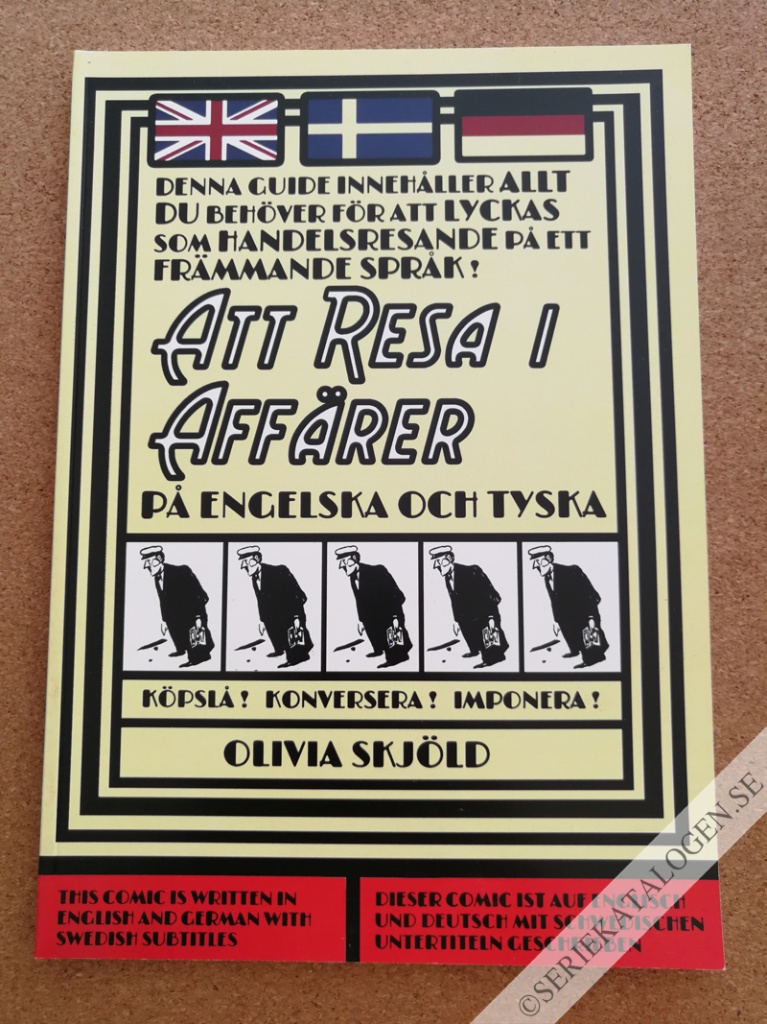 DENNA GUIDE INNEHÅLLER ALLT
DU BEHÖVER FÖR ATT LYCKAS
SOM HANDELSRESANDE PÅ ETT
FRÄMMANDE SPRÅK!
ATT RESA I
AFFÄRER
PÅ ENGELSKA OCH TYSKA
KÖPSLÅ! KONVERSERA! IMPONERA!
OLIVIA SKJÖLD
THIS COMIC IS WRITTEN IN
ENGLISH AND GERMAN WITH
SWEDISH SUBTITLES
DIESER COMIC IST AUF ENGLISCH
UND DEUTSCH MIT SCHWEDISCHEN
UNTERTITELN GESCHRIEBEN
©SERIEKATALOGEN.SE